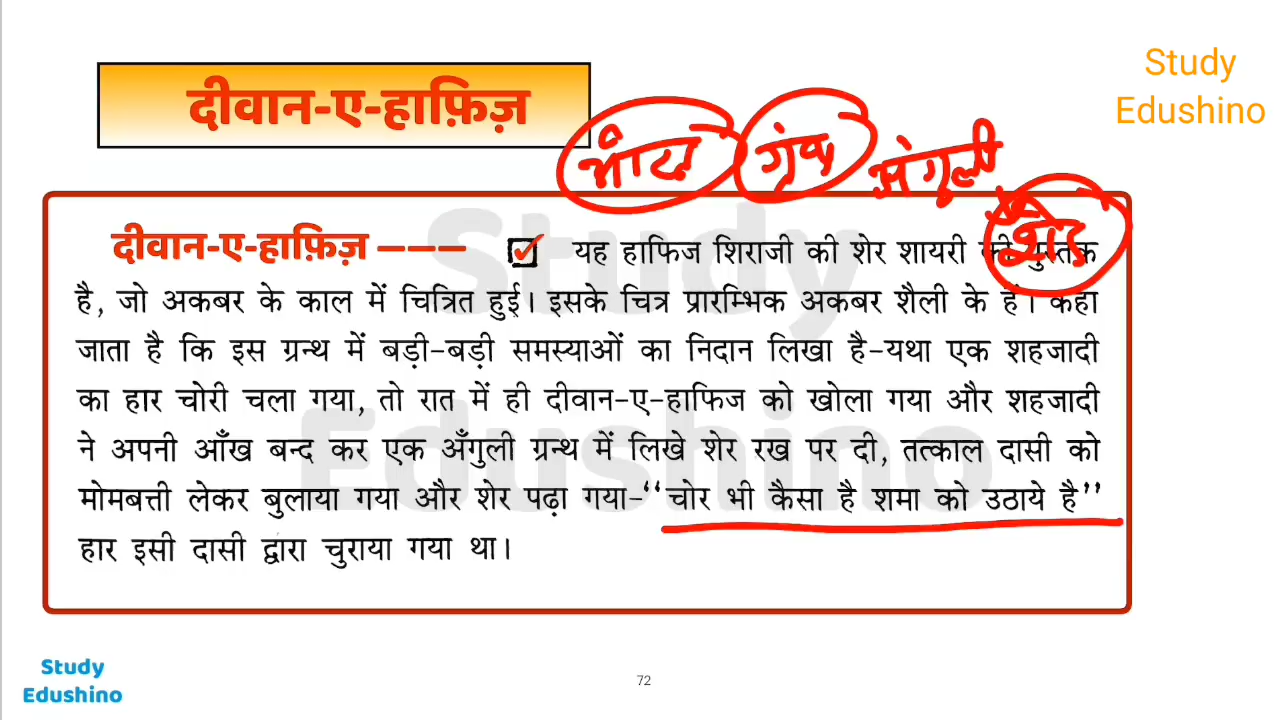 Study
Edushino
दीवान-ए-हाफ़िज़
ग्रंथ अंगुली
दीवान-ए-हाफ़िज़ ——— यह हाफिज शिराजी की शेर शायरी की पुस्तक
है, जो अकबर के काल में चित्रित हुई। इसके चित्र प्रारम्भिक अकबर शैली के हैं। कहा
जाता है कि इस ग्रन्थ में बड़ी-बड़ी समस्याओं का निदान लिखा है-यथा एक शहजादी
का हार चोरी चला गया, तो रात में ही दीवान-ए-हाफिज को खोला गया और शहजादी
ने अपनी आँख बन्द कर एक अँगुली ग्रन्थ में लिखे शेर रख पर दी, तत्काल दासी को
मोमबत्ती लेकर बुलाया गया और शेर पढ़ा गया-“चोर भी कैसा है शमा को उठाये है”
हार इसी दासी द्वारा चुराया गया था।
Study
Edushino
Study
Edushino
72